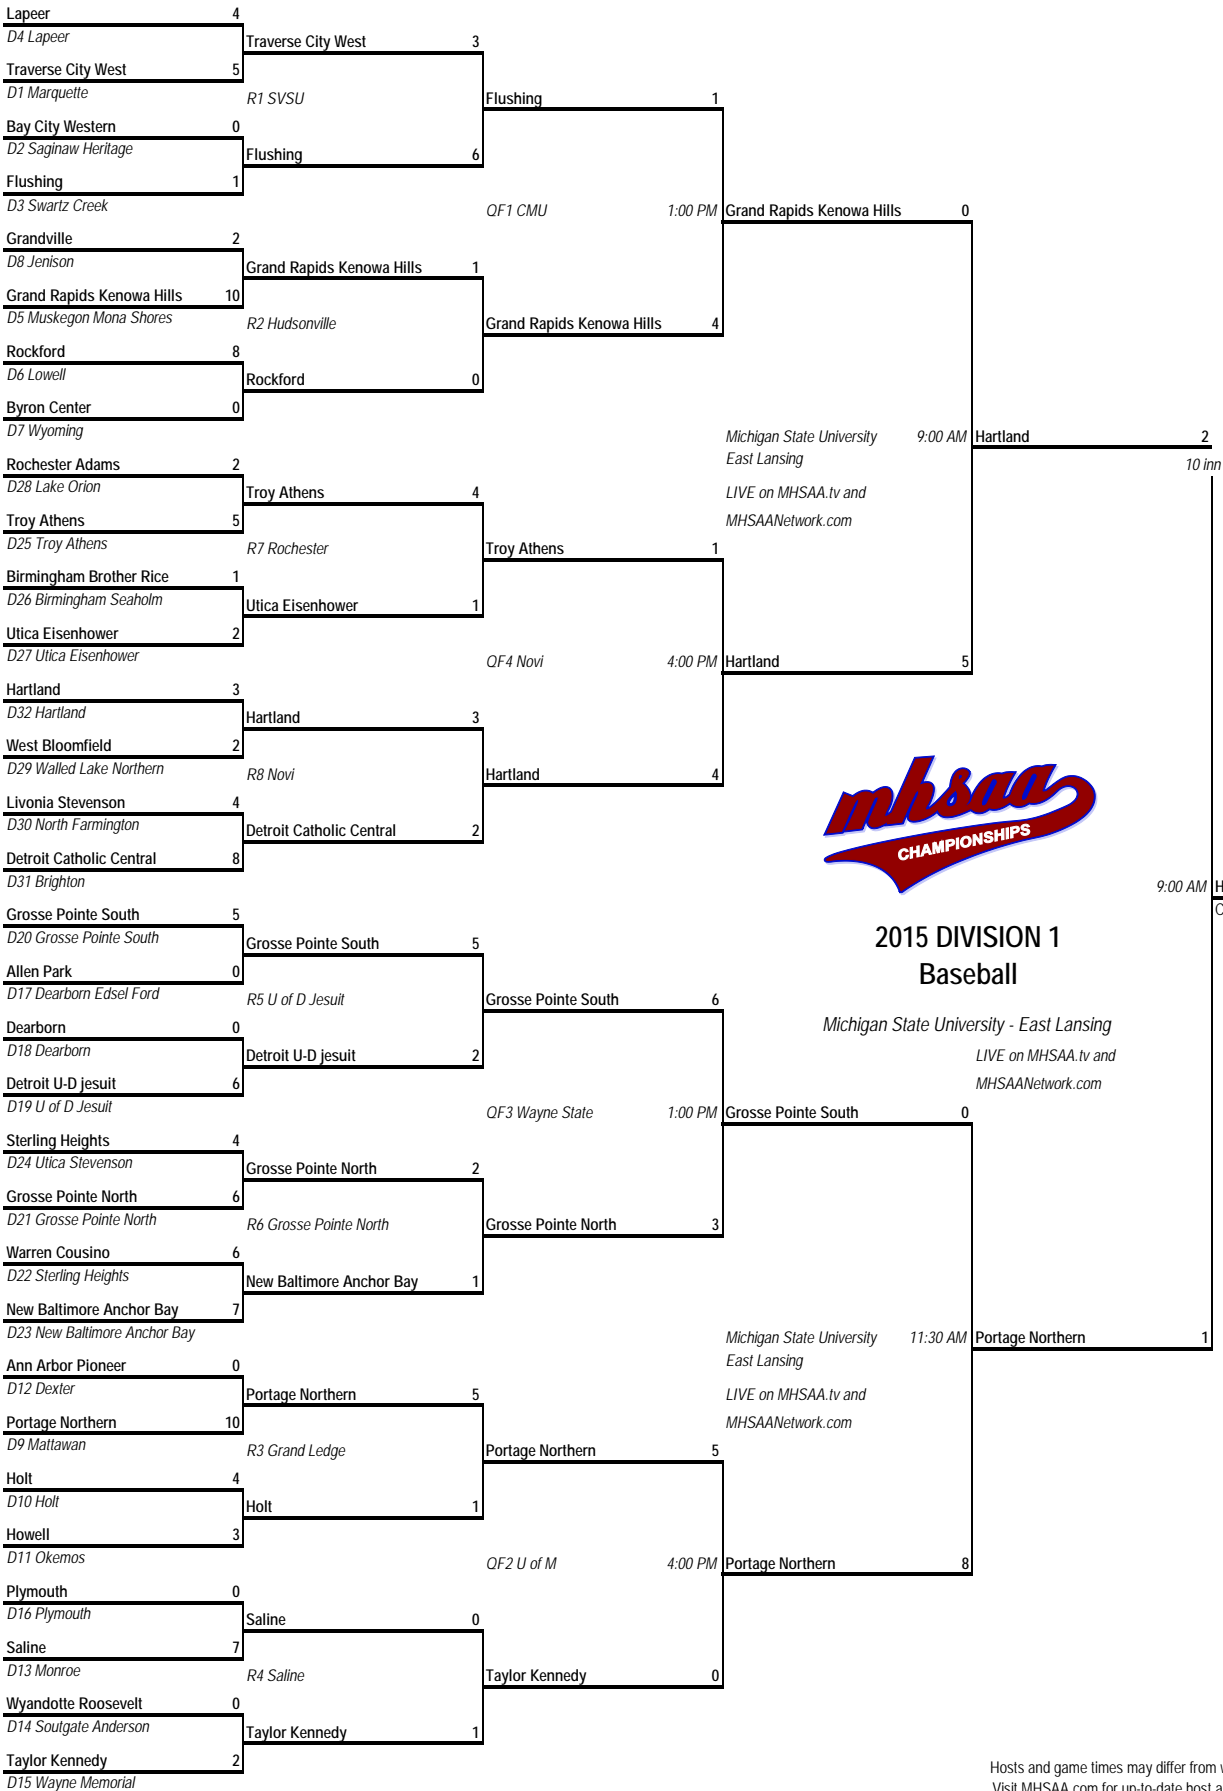 Lapeer 4
D4 Lapeer
Traverse City West 3
Traverse City West 5
D1 Marquette
R1 SVSU
Flushing 1
Bay City Western 0
D2 Saginaw Heritage
Flushing 6
Flushing 1
D3 Swartz Creek
QF1 CMU 1:00 PM Grand Rapids Kenowa Hills 0
Grandville 2
D8 Jenison
Grand Rapids Kenowa Hills 1
Grand Rapids Kenowa Hills 10
D5 Muskegon Mona Shores
R2 Hudsonville
Grand Rapids Kenowa Hills 4
Rockford 8
D6 Lowell
Rockford 0
Byron Center 0
D7 Wyoming
Michigan State University 9:00 AM Hartland 2
East Lansing
10 inn
Rochester Adams 2
D28 Lake Orion
Troy Athens 4
LIVE on MHSAA.tv and
Troy Athens 5
MHSAANetwork.com
D25 Troy Athens
R7 Rochester
Troy Athens 1
Birmingham Brother Rice 1
D26 Birmingham Seaholm
Utica Eisenhower 1
Utica Eisenhower 2
D27 Utica Eisenhower
QF4 Novi 4:00 PM Hartland 5
Hartland 3
D32 Hartland
Hartland 3
West Bloomfield 2
D29 Walled Lake Northern
R8 Novi
Hartland 4
Livonia Stevenson 4
D30 North Farmington
Detroit Catholic Central 2
Detroit Catholic Central 8
D31 Brighton
mhsaa
CHAMPIONSHIPS
9:00 AM H
C
Grosse Pointe South 5
D20 Grosse Pointe South
Grosse Pointe South 5
2015 DIVISION 1
Baseball
Allen Park 0
D17 Dearborn Edsel Ford
R5 U of D Jesuit
Grosse Pointe South 6
Dearborn 0
Michigan State University - East Lansing
D18 Dearborn
Detroit U-D jesuit 2
LIVE on MHSAA.tv and
Detroit U-D jesuit 6
MHSAANetwork.com
D19 U of D Jesuit
QF3 Wayne State 1:00 PM Grosse Pointe South 0
Sterling Heights 4
D24 Utica Stevenson
Grosse Pointe North 2
Grosse Pointe North 6
D21 Grosse Pointe North
R6 Grosse Pointe North
Grosse Pointe North 3
Warren Cousino 6
D22 Sterling Heights
New Baltimore Anchor Bay 1
New Baltimore Anchor Bay 7
D23 New Baltimore Anchor Bay
Michigan State University 11:30 AM Portage Northern 1
East Lansing
Ann Arbor Pioneer 0
D12 Dexter
Portage Northern 5
LIVE on MHSAA.tv and
Portage Northern 10
MHSAANetwork.com
D9 Mattawan
R3 Grand Ledge
Portage Northern 5
Holt 4
D10 Holt
Holt 1
Howell 3
D11 Okemos
QF2 U of M 4:00 PM Portage Northern 8
Plymouth 0
D16 Plymouth
Saline 0
Saline 7
D13 Monroe
R4 Saline
Taylor Kennedy 0
Wyandotte Roosevelt 0
D14 Soutgate Anderson
Taylor Kennedy 1
Taylor Kennedy 2
D15 Wayne Memorial
Hosts and game times may differ from
Visit MHSAA.com for up-to-date host a